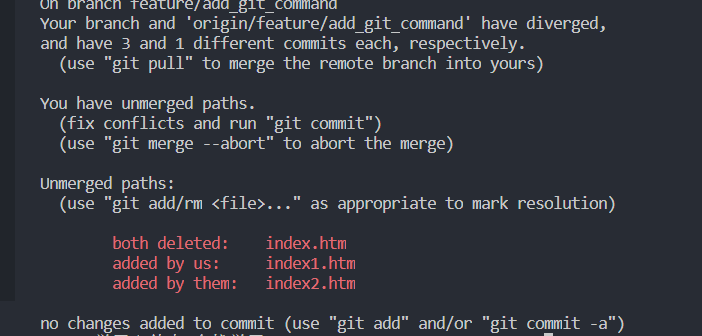 On branch feature/add_git_command
Your branch and 'origin/feature/add_git_command' have diverged,
and have 3 and 1 different commits each, respectively.
(use "git pull" to merge the remote branch into yours)
You have unmerged paths.
(fix conflicts and run "git commit")
(use "git merge --abort" to abort the merge)
Unmerged paths:
(use "git add/rm <file>..." as appropriate to mark resolution)
both deleted: index.htm
added by us: index1.htm
added by them: index2.htm
no changes added to commit (use "git add" and/or "git commit -a")